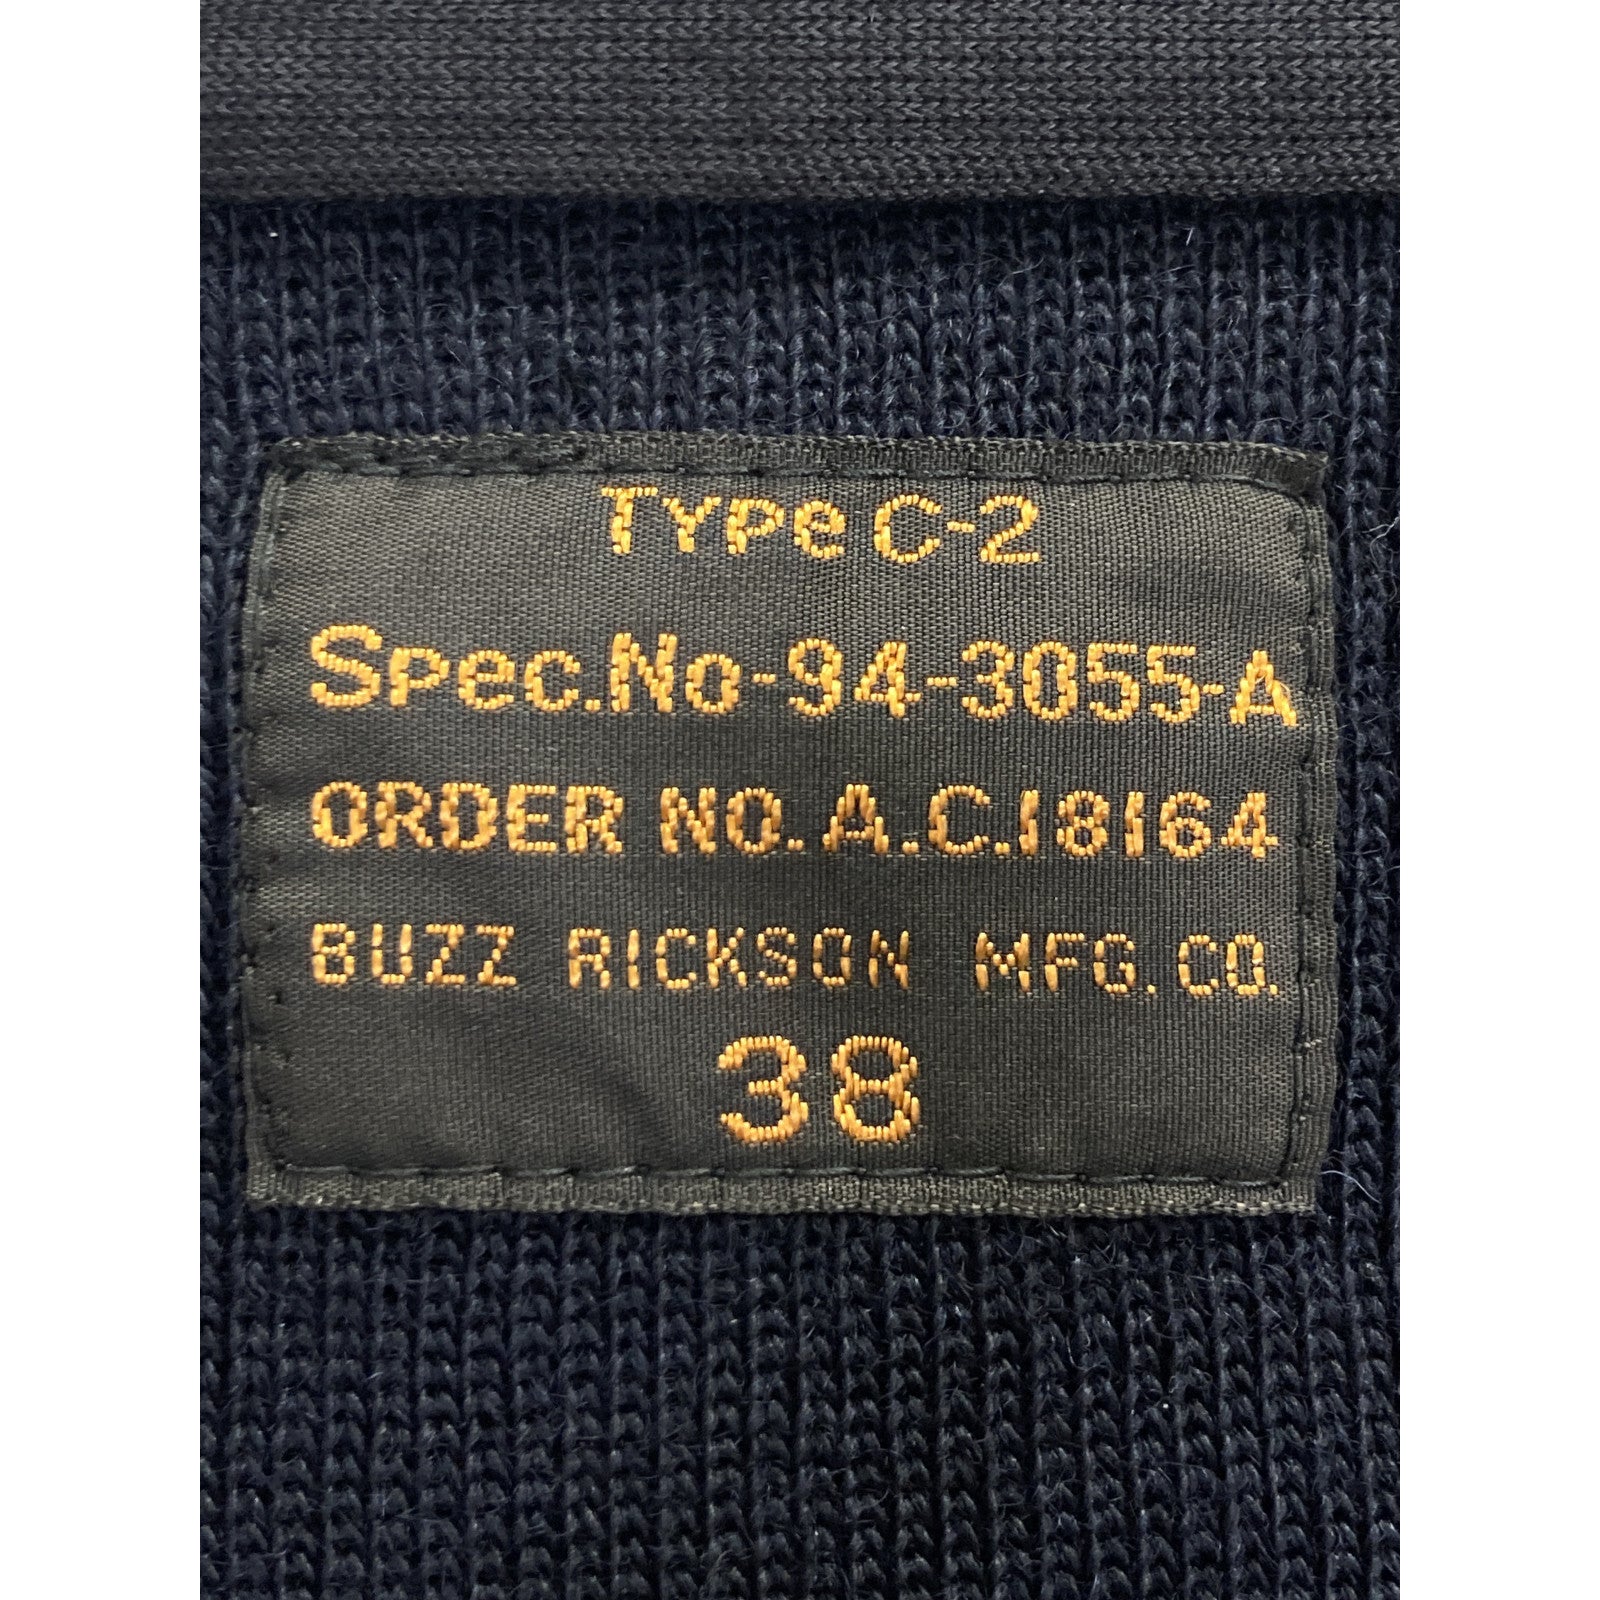 TYPe C-2
Spec.No-94-3055-A
ORDER NO.A.C.18164
BUZZ RICKSON MFG.CO.
38